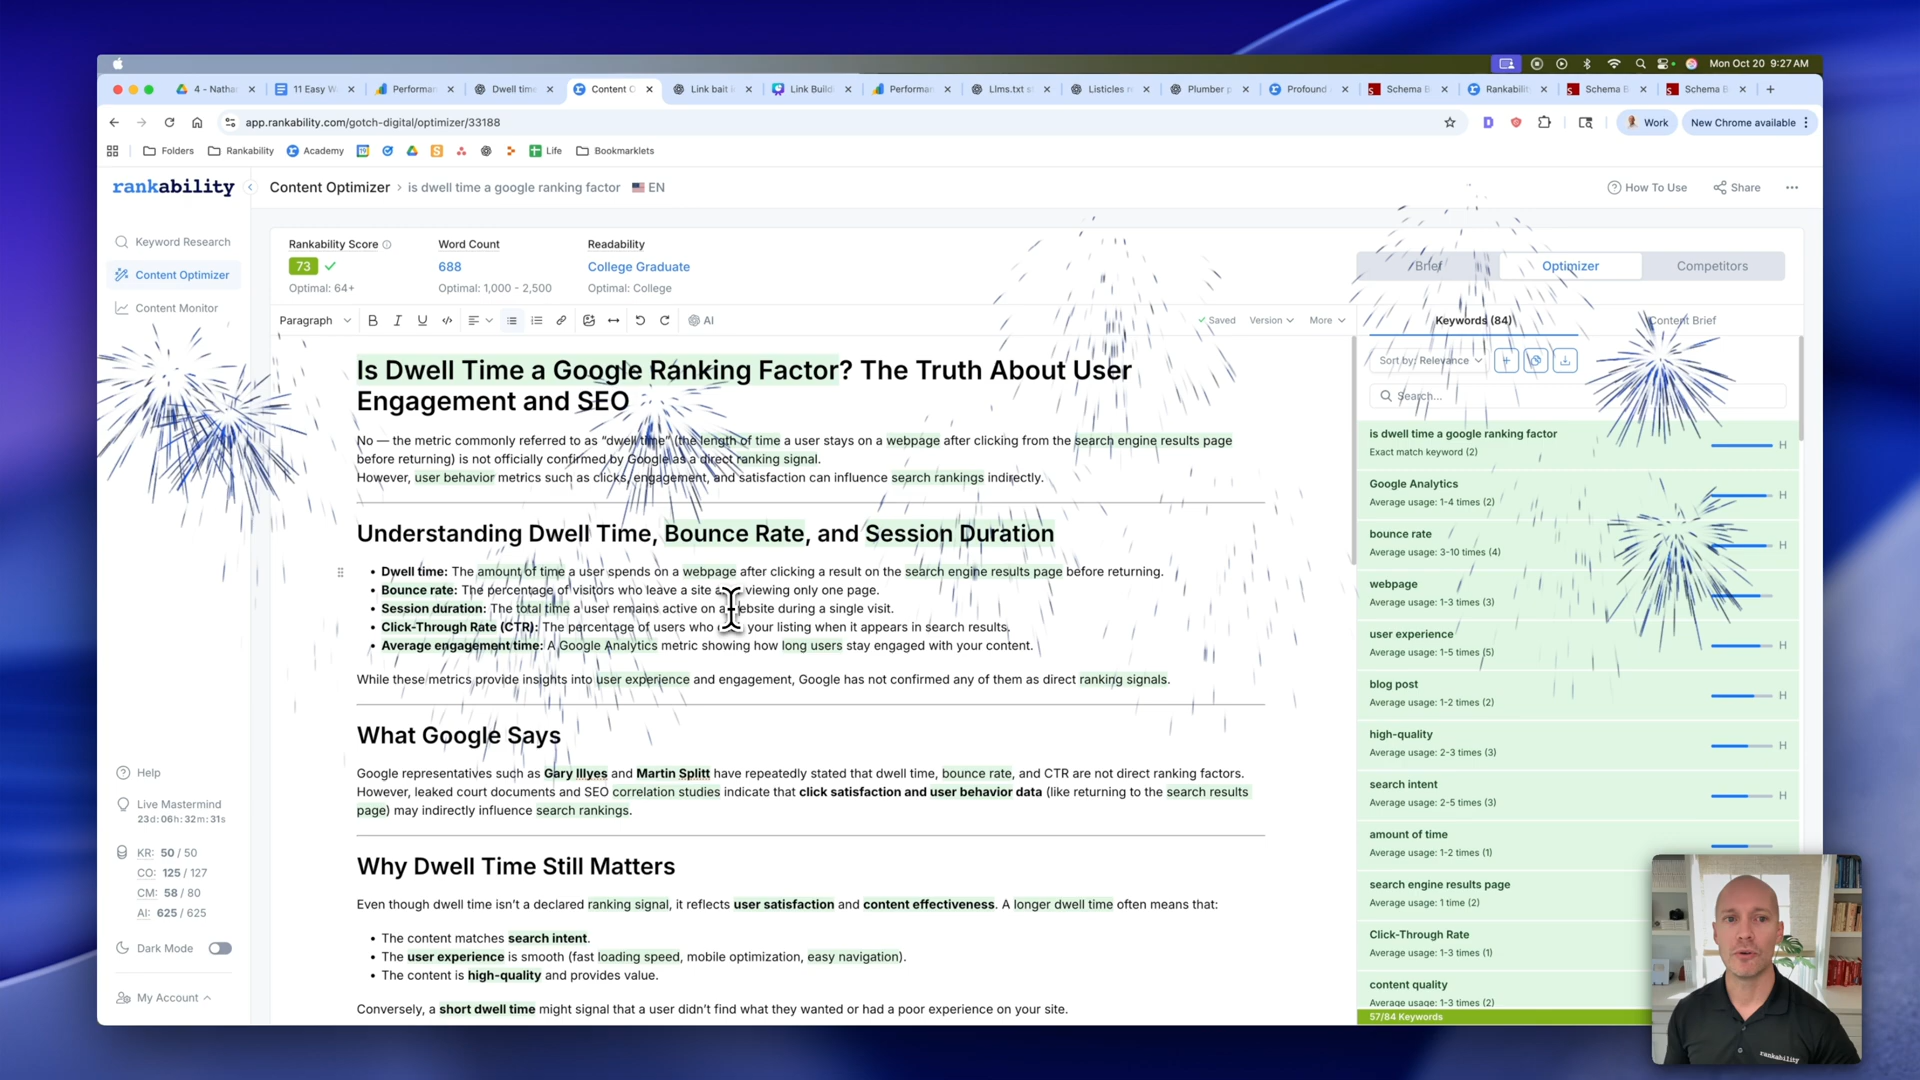 Mon Oct 20 9:27 AM
4 - Natha
11 Easy W
Performan
Dwell time
Content O
Link bait i
Link Build
Performan
Llms.txt s
Listicles r
Plumber p
Profound
Schema B
Rankabilit
Schema B
Schema B
app.rankability.com/gotch-digital/optimizer/33188
Work
New Chrome available
Folders
Rankability
Academy
Life
Bookmarklets
rankability
Content Optimizer › is dwell time a google ranking factor EN
How To Use
Share
Keyword Research
Content Optimizer
Content Monitor
Help
Live Mastermind
23d: 06h: 32m: 31s
KR: 50 / 50
CO: 125 / 127
CM: 58 / 80
AI: 625 / 625
Dark Mode
My Account
Rankability Score
73
Optimal: 64+
Word Count
688
Optimal: 1,000 - 2,500
Readability
College Graduate
Optimal: College
Paragraph
B I U
AI
Saved
Version
More
Is Dwell Time a Google Ranking Factor? The Truth About User
Engagement and SEO
No — the metric commonly referred to as “dwell time” (the length of time a user stays on a webpage after clicking from the search engine results page
before returning) is not officially confirmed by Google as a direct ranking signal.
However, user behavior metrics such as clicks, engagement, and satisfaction can influence search rankings indirectly.
Understanding Dwell Time, Bounce Rate, and Session Duration
• Dwell time: The amount of time a user spends on a webpage after clicking a result on the search engine results page before returning.
• Bounce rate: The percentage of visitors who leave a site viewing only one page.
• Session duration: The total time a user remains active on a website during a single visit.
• Click-Through Rate (CTR): The percentage of users who your listing when it appears in search results.
• Average engagement time: A Google Analytics metric showing how long users stay engaged with your content.
While these metrics provide insights into user experience and engagement, Google has not confirmed any of them as direct ranking signals.
What Google Says
Google representatives such as Gary Illyes and Martin Splitt have repeatedly stated that dwell time, bounce rate, and CTR are not direct ranking factors.
However, leaked court documents and SEO correlation studies indicate that click satisfaction and user behavior data (like returning to the search results
page) may indirectly influence search rankings.
Why Dwell Time Still Matters
Even though dwell time isn’t a declared ranking signal, it reflects user satisfaction and content effectiveness. A longer dwell time often means that:
• The content matches search intent.
• The user experience is smooth (fast loading speed, mobile optimization, easy navigation).
• The content is high-quality and provides value.
Conversely, a short dwell time might signal that a user didn’t find what they wanted or had a poor experience on your site.
Brief
Optimizer
Competitors
Keywords (84)
Content Brief
Sort by: Relevance
Search...
is dwell time a google ranking factor
Exact match keyword (2)
H
Google Analytics
Average usage: 1-4 times (2)
H
bounce rate
Average usage: 3-10 times (4)
H
webpage
Average usage: 1-3 times (3)
H
user experience
Average usage: 1-5 times (5)
H
blog post
Average usage: 1-2 times (2)
H
high-quality
Average usage: 2-3 times (3)
H
search intent
Average usage: 2-5 times (3)
H
amount of time
Average usage: 1-2 times (1)
search engine results page
Average usage: 1 time (2)
Click-Through Rate
Average usage: 1-3 times (1)
content quality
Average usage: 1-3 times (2)
57/84 Keywords
rankability